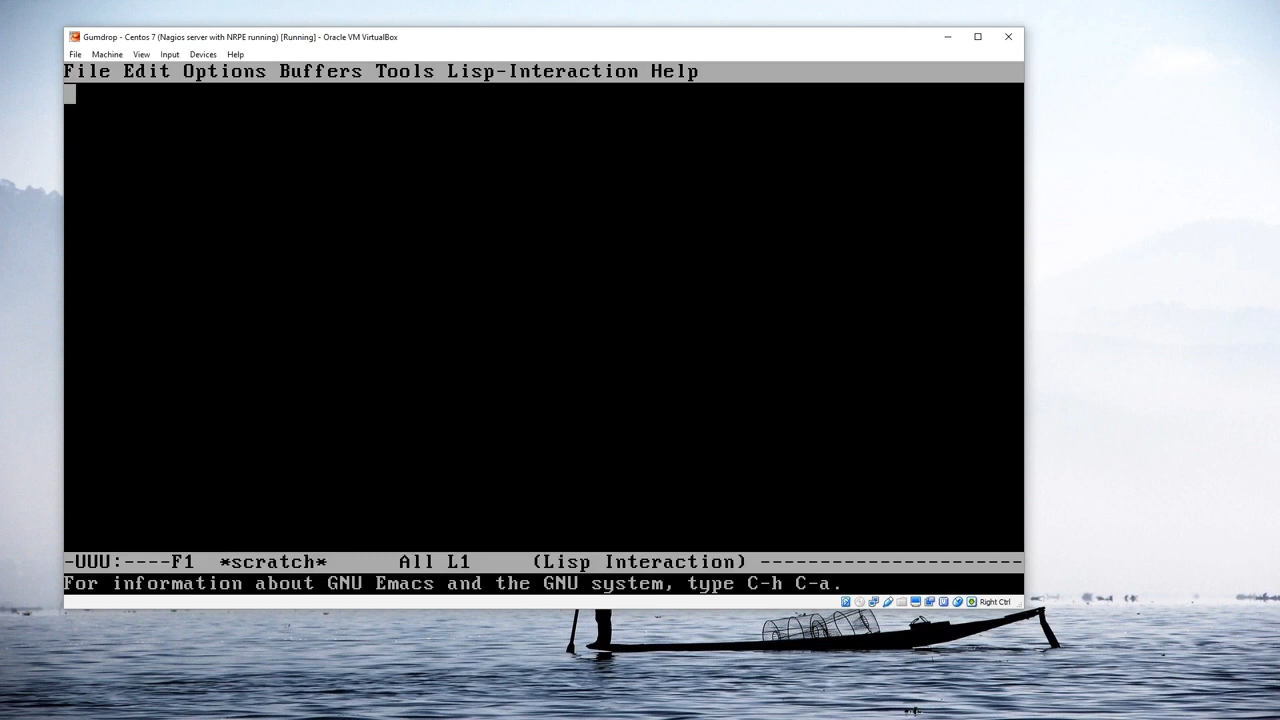 Gumdrop - Centos 7 (Nagios server with NRPE running) [Running] - Oracle VM VirtualBox
File Machine View Input Devices Help
File Edit Options Buffers Tools Lisp-Interaction Help
-UUU:----F1  *scratch*      All L1     (Lisp Interaction) ----------------------
For information about GNU Emacs and the GNU system, type C-h C-a.
Right Ctrl